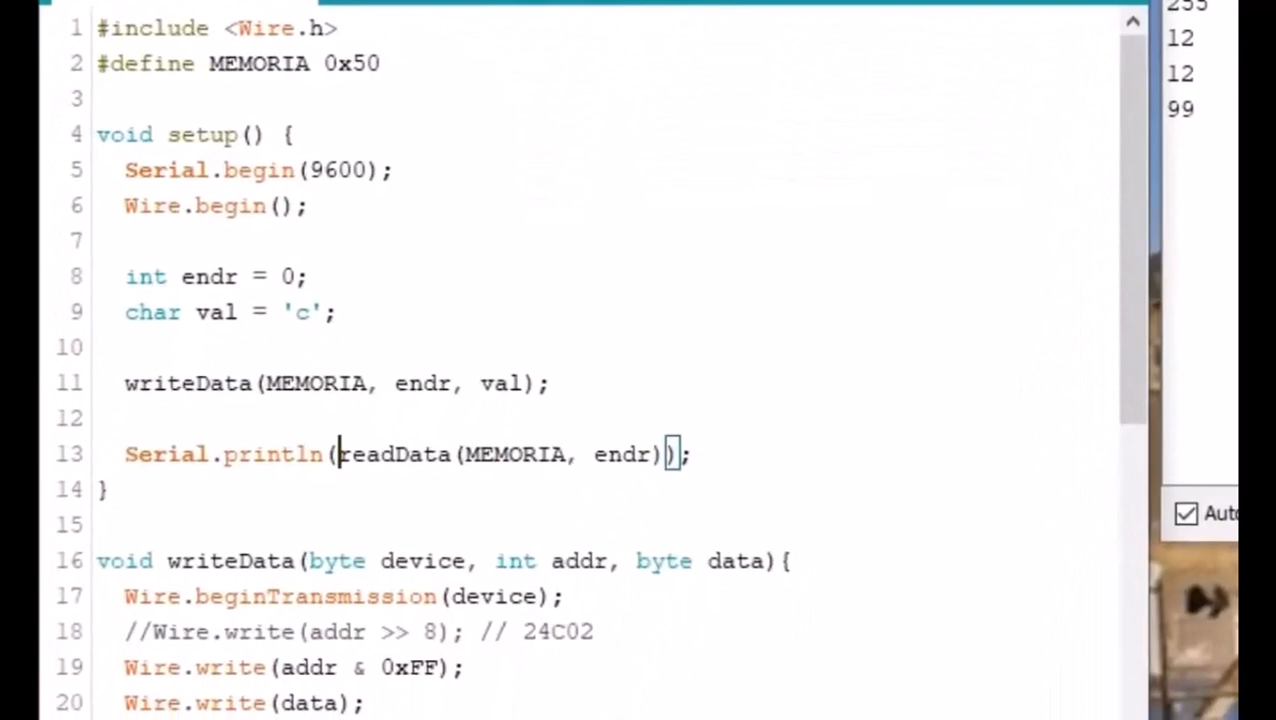 1 #include <Wire.h>
2 #define MEMORIA 0x50
3
4 void setup() {
5   Serial.begin(9600);
6   Wire.begin();
7
8   int endr = 0;
9   char val = 'c';
10
11   writeData(MEMORIA, endr, val);
12
13   Serial.println(readData(MEMORIA, endr));
14 }
15
16 void writeData(byte device, int addr, byte data){
17   Wire.beginTransmission(device);
18   //Wire.write(addr >> 8); // 24C02
19   Wire.write(addr & 0xFF);
20   Wire.write(data);
255
12
12
99
Auto